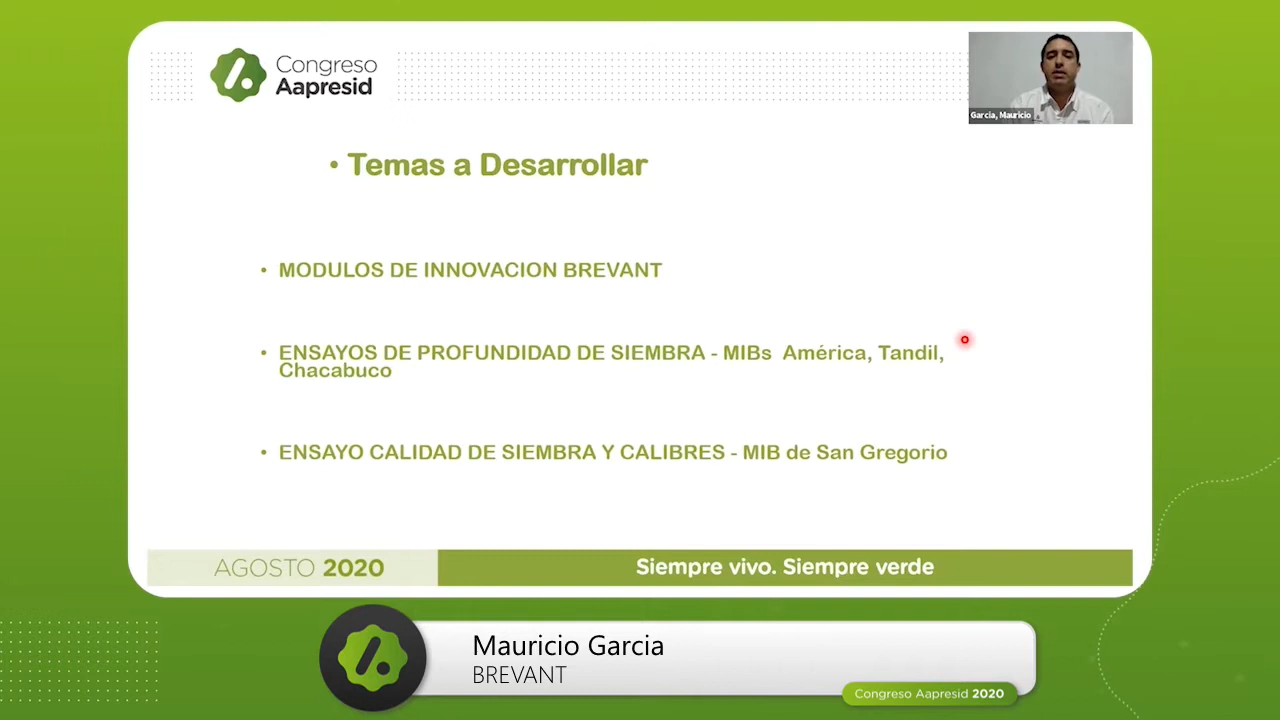 Congreso
Aapresid
Garcia, Mauricio
• Temas a Desarrollar
• MODULOS DE INNOVACION BREVANT
• ENSAYOS DE PROFUNDIDAD DE SIEMBRA - MIBs América, Tandil,
Chacabuco
• ENSAYO CALIDAD DE SIEMBRA Y CALIBRES - MIB de San Gregorio
AGOSTO 2020
Siempre vivo. Siempre verde
Mauricio Garcia
BREVANT
Congreso Aapresid 2020